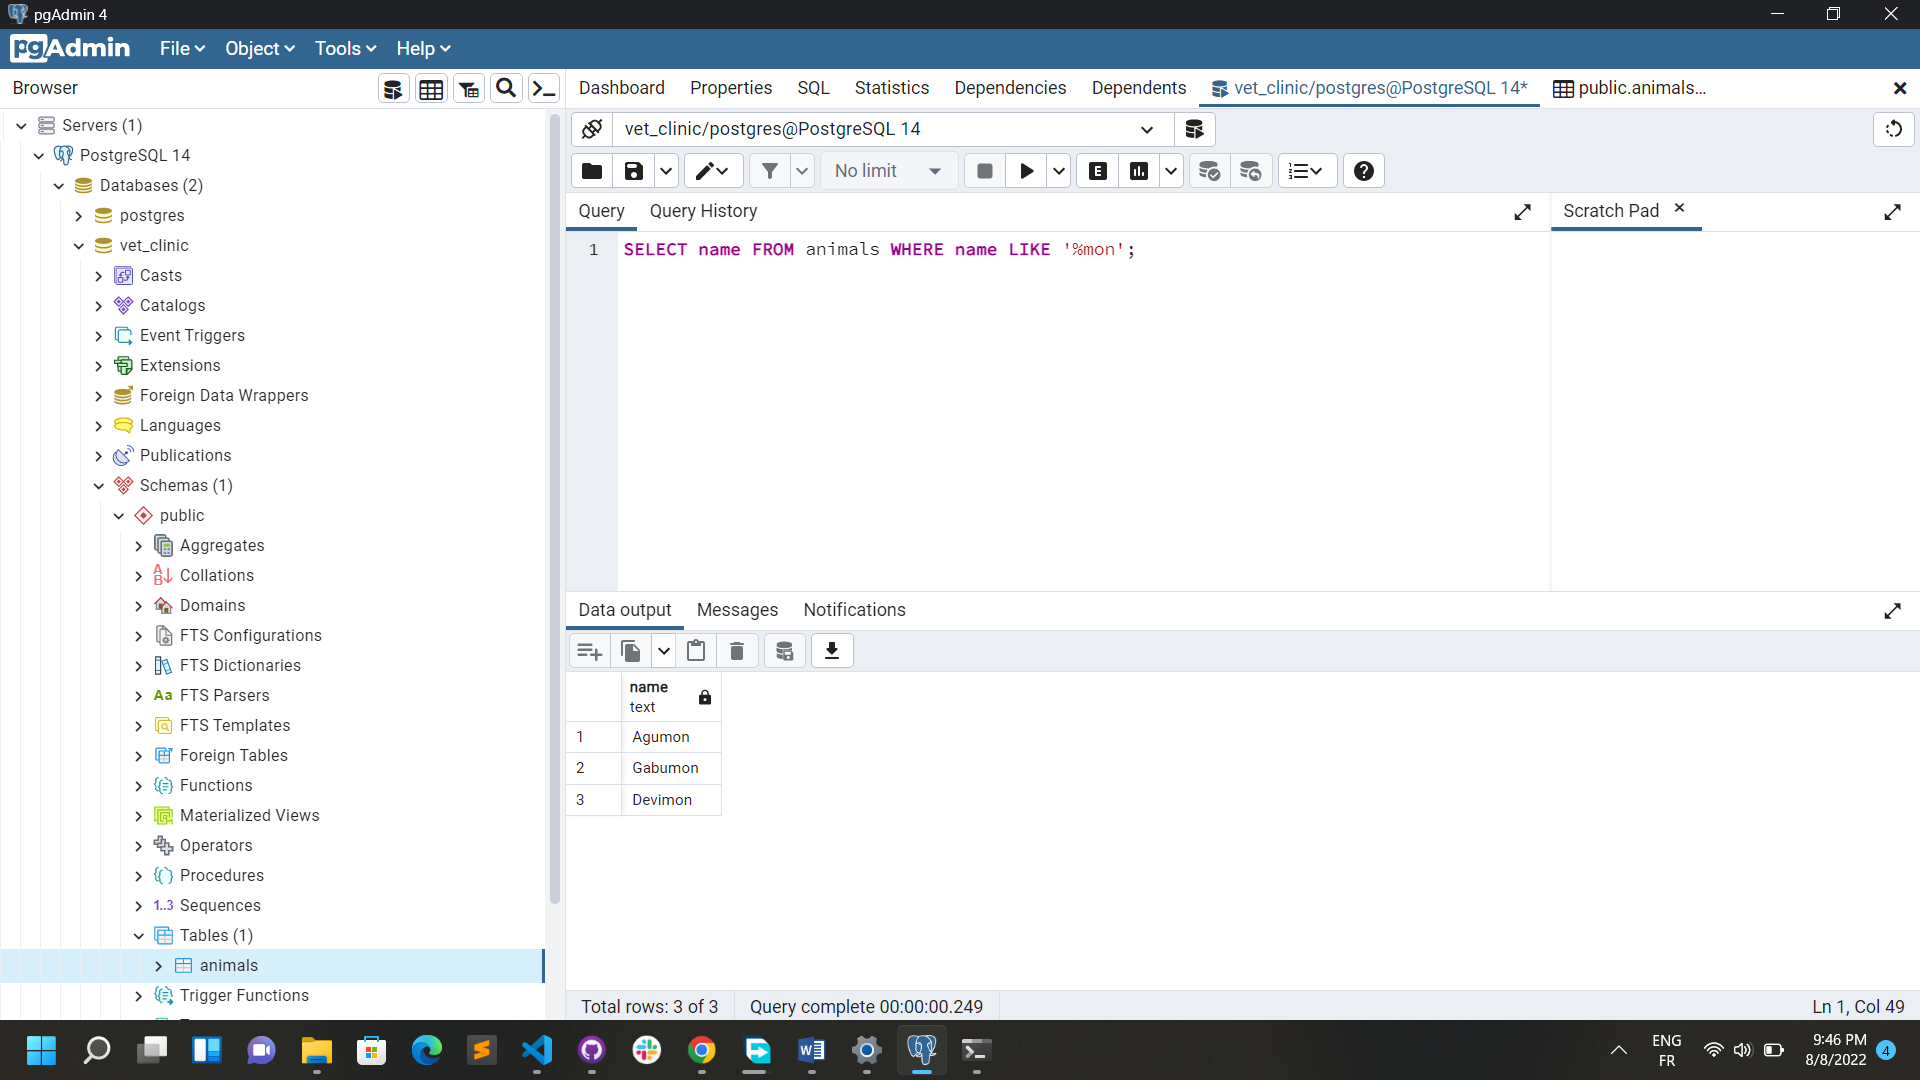 pgAdmin 4
pgAdmin File Object Tools Help
Browser
Dashboard Properties SQL Statistics Dependencies Dependents vet_clinic/postgres@PostgreSQL 14* public.animals...
Servers (1)
PostgreSQL 14
Databases (2)
postgres
vet_clinic
Casts
Catalogs
Event Triggers
Extensions
Foreign Data Wrappers
Languages
Publications
Schemas (1)
public
Aggregates
Collations
Domains
FTS Configurations
FTS Dictionaries
Aa FTS Parsers
FTS Templates
Foreign Tables
Functions
Materialized Views
Operators
Procedures
1..3 Sequences
Tables (1)
animals
Trigger Functions
vet_clinic/postgres@PostgreSQL 14
No limit
E
Query Query History
Scratch Pad
1 SELECT name FROM animals WHERE name LIKE '%mon';
Data output Messages Notifications
name
text
1 Agumon
2 Gabumon
3 Devimon
Total rows: 3 of 3 Query complete 00:00:00.249 Ln 1, Col 49
ENG
FR
9:46 PM
8/8/2022
4